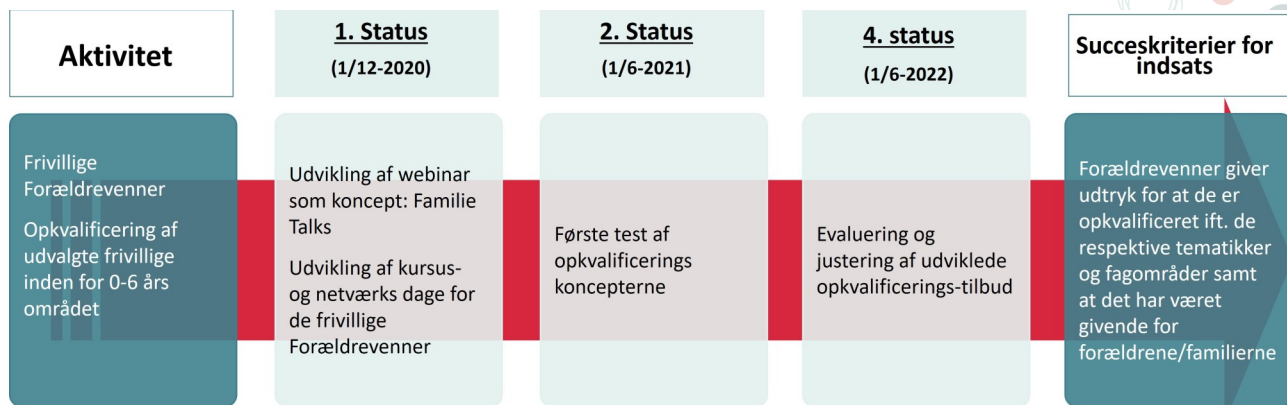 Aktivitet
1. Status
(1/12-2020)
2. Status
(1/6-2021)
4. status
(1/6-2022)
Succeskriterier for
indsats
Frivillige
Forældrevenner
Opkvalificering af
udvalgte frivillige
inden for 0-6 års
området
Udvikling af webinar
som koncept: Familie
Talks
Udvikling af kursus-
og netværks dage for
de frivillige
Forældrevenner
Første test af
opkvalificerings
koncepterne
Evaluering og
justering af udviklede
opkvalificerings-tilbud
Forældrevenner giver
udtryk for at de er
opkvalificeret ift. de
respektive tematikker
og fagområder samt
at det har været
givende for
forældrene/familierne